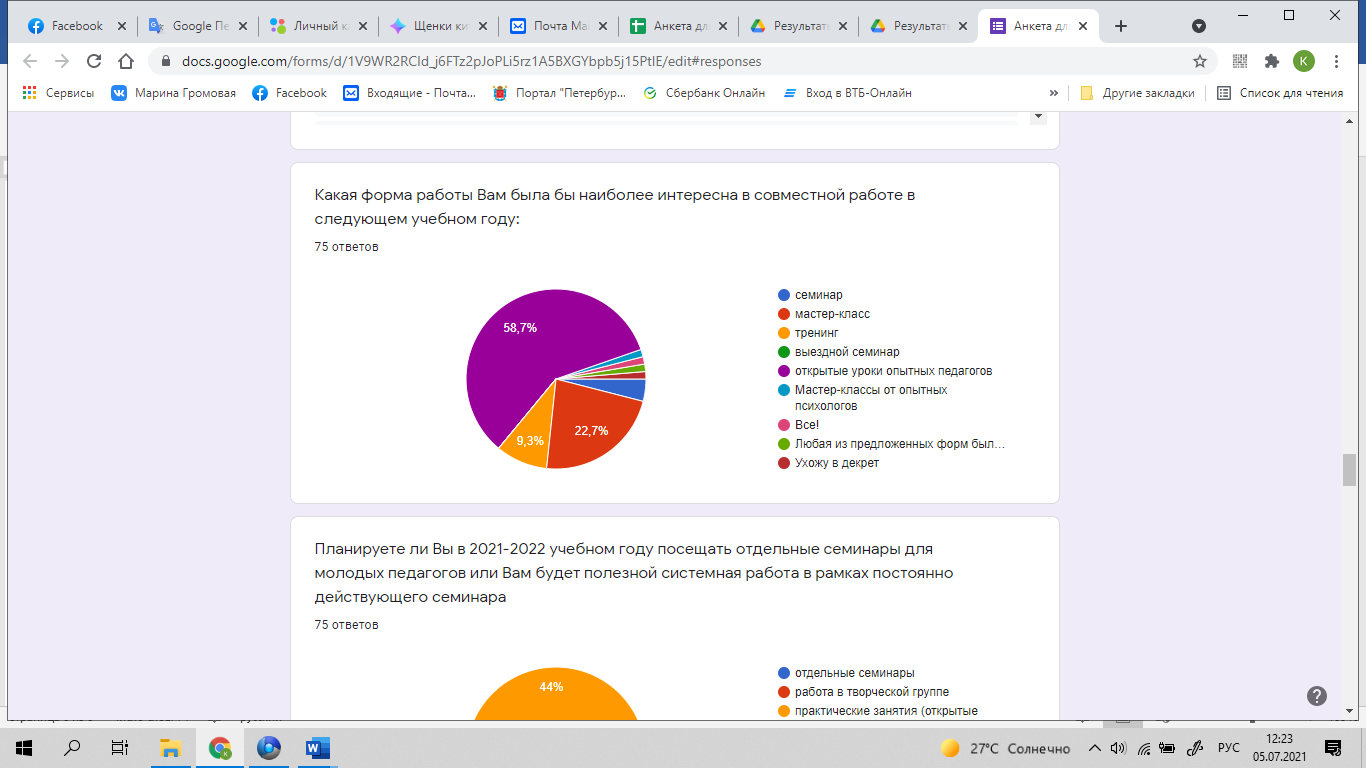 Facebook
Google Пе
Личный ка
Щенки ки
Почта Ма
Анкета дл
Результать
Результать
Анкета дл
docs.google.com/forms/d/1V9WR2RCId_j6FTz2pJoPLi5rz1A5BXGYbpb5j15PtIE/edit#responses
K
Сервисы
Марина Громовая
Facebook
Входящие - Почта...
Портал "Петербур...
Сбербанк Онлайн
Вход в ВТБ-Онлайн
»
Другие закладки
Список для чтения
Какая форма работы Вам была бы наиболее интересна в совместной работе в
следующем учебном году:
75 ответов
58,7%
9,3%
22,7%
семинар
мастер-класс
тренинг
выездной семинар
открытые уроки опытных педагогов
Мастер-классы от опытных
психологов
Все!
Любая из предложенных форм был…
Ухожу в декрет
Планируете ли Вы в 2021-2022 учебном году посещать отдельные семинары для
молодых педагогов или Вам будет полезной системная работа в рамках постоянно
действующего семинара
75 ответов
44%
отдельные семинары
работа в творческой группе
практические занятия (открытые
27°C Солнечно
РУС
12:23
05.07.2021